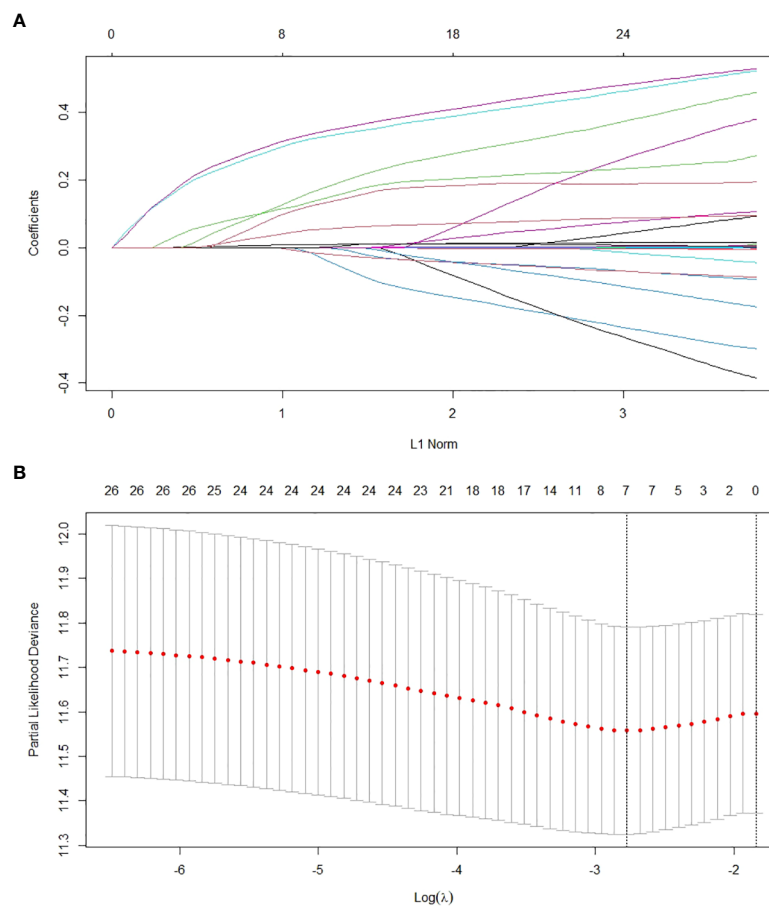 A
0 8 18 24
Coefficients
0.4
0.2
0.0
-0.2
-0.4
0 1 2 3
L1 Norm
B
26 26 26 26 25 24 24 24 24 24 24 24 23 21 18 18 17 14 11 8 7 7 5 3 2 0
Partial Likelihood Deviance
12.0
11.9
11.8
11.7
11.6
11.5
11.4
11.3
-6 -5 -4 -3 -2
Log(λ)